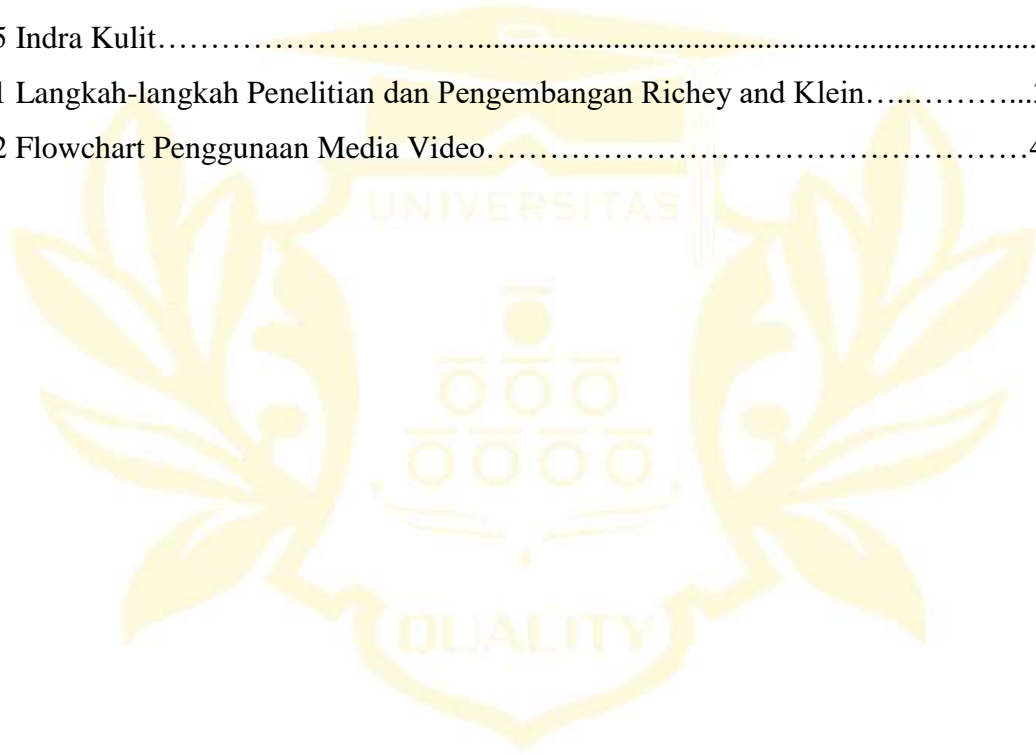 5 Indra Kulit…………………………....................................................................................
1 Langkah-langkah Penelitian dan Pengembangan Richey and Klein…..………..
2 Flowchart Penggunaan Media Video……………………………………………4
UNIVERSITAS
QUALITY